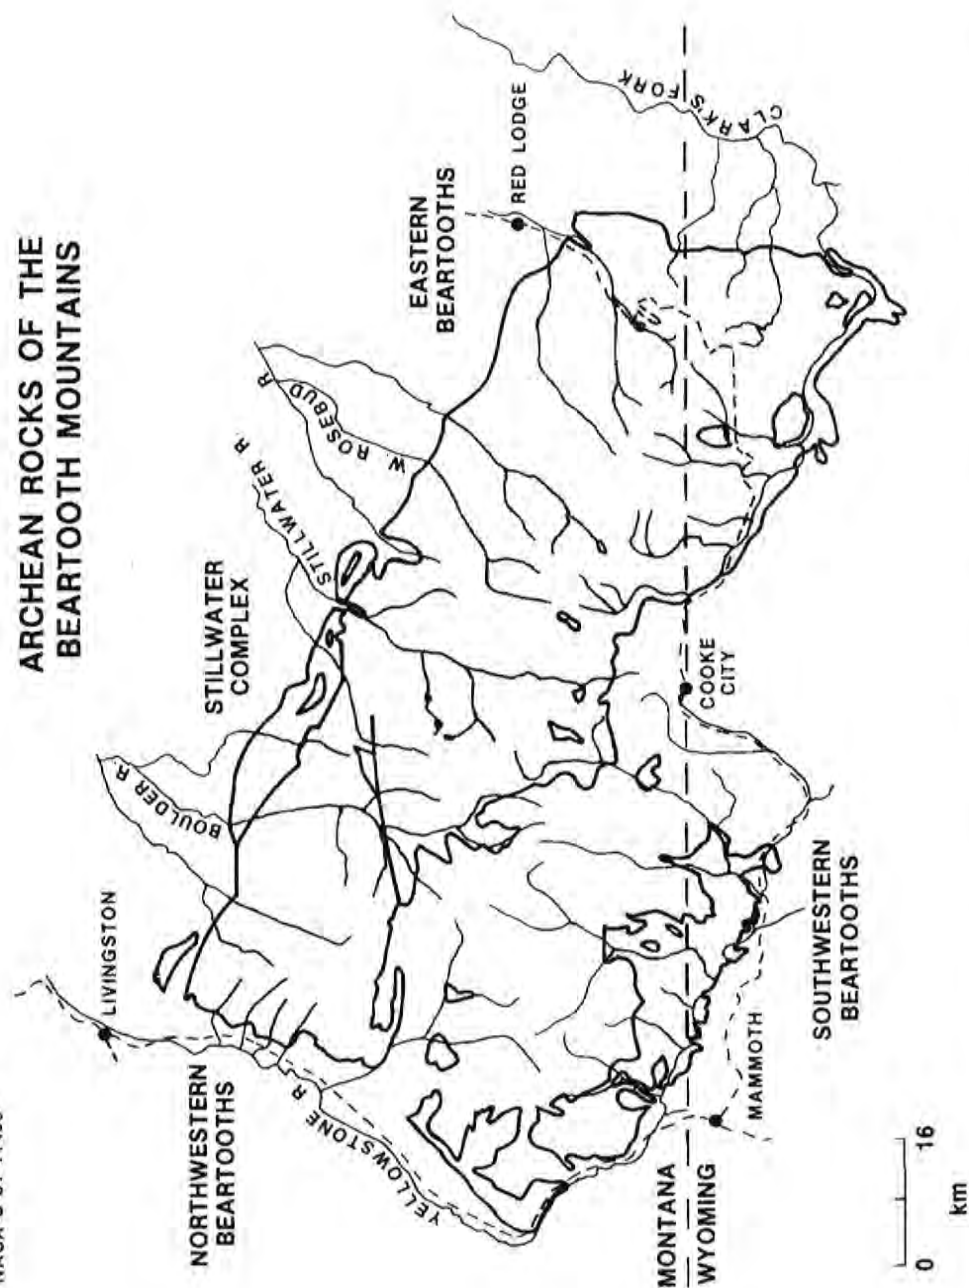 ARCHEAN ROCKS OF THE
BEARTOOTH MOUNTAINS
LIVINGSTON
BOULDER R.
STILLWATER
COMPLEX
STILLWATER R.
W. ROSEBUD R
EASTERN
BEARTOOTHS
RED LODGE
CLARK'S FORK
NORTHWESTERN
BEARTOOTHS
YELLOWSTONE R
COOKE
CITY
MONTANA
WYOMING
MAMMOTH
SOUTHWESTERN
BEARTOOTHS
0 16
km